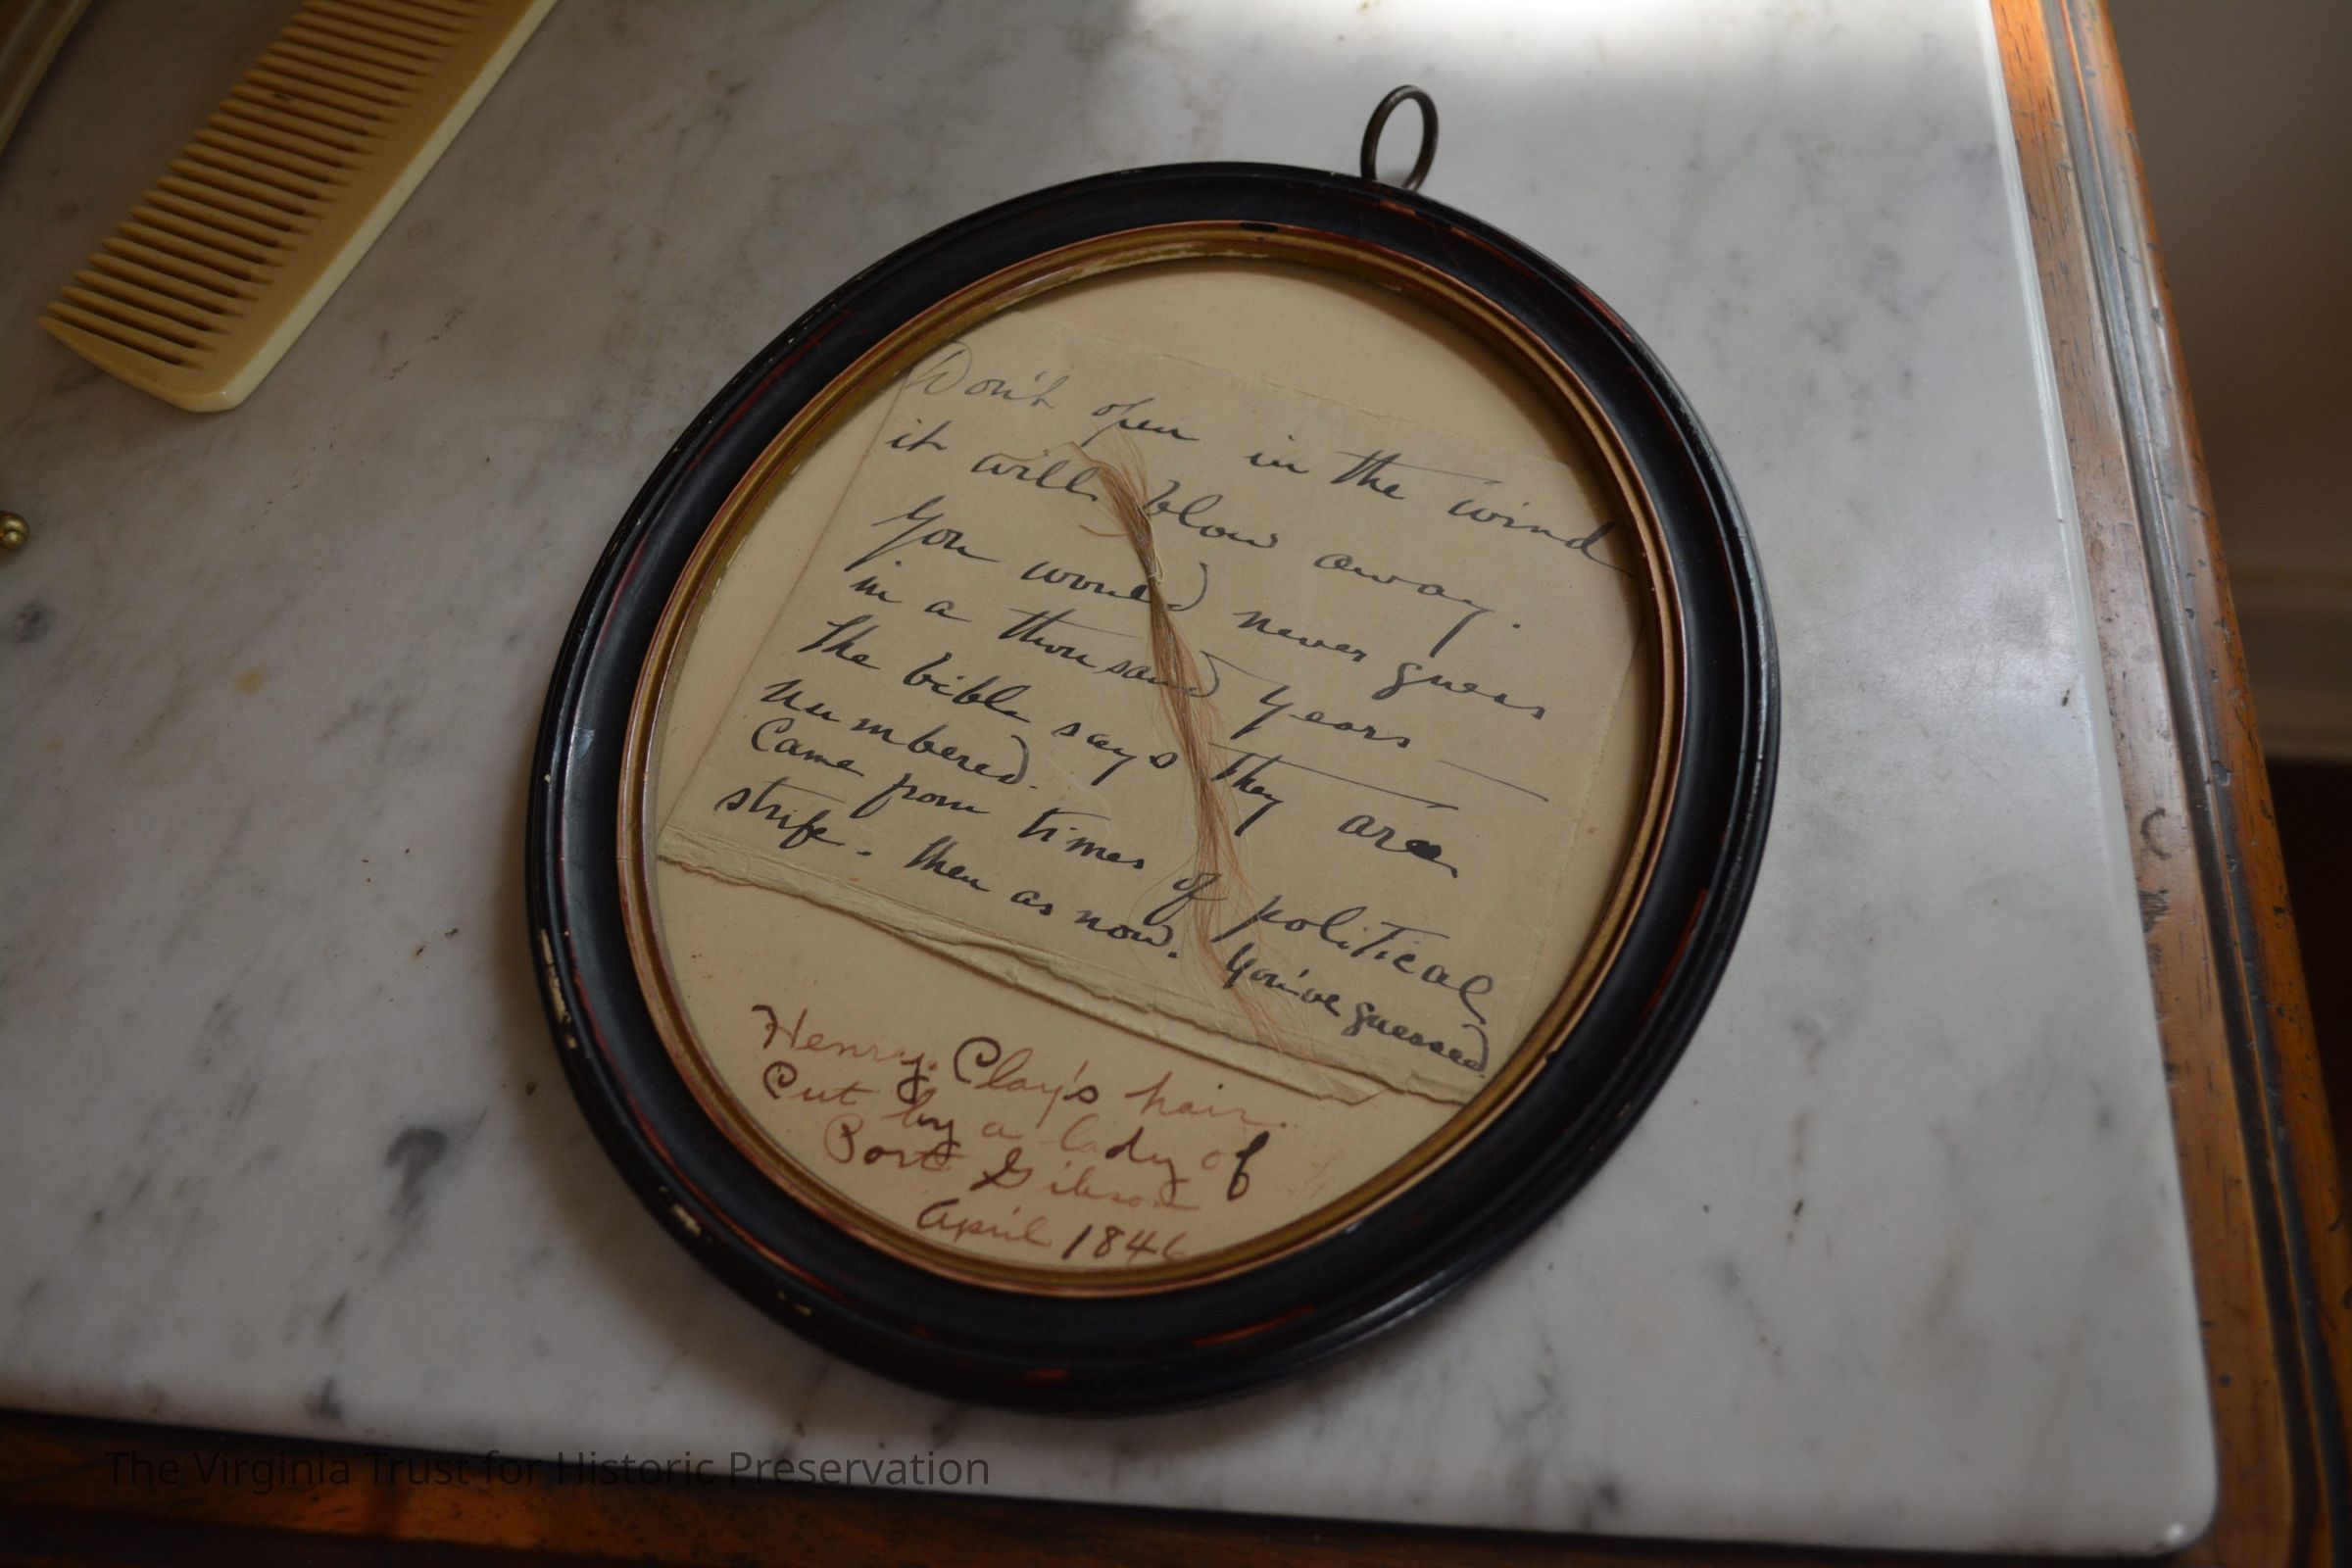 Don't open in the wind
it will blow away.
You would never guess
in a thousand years —
The bible says they are
numbered.
Came from times of political
strife. - then as now. You've guessed
Henry Clay's hair.
Cut by a lady of
Port Gibson
April 1846
The Virginia Trust for Historic Preservation